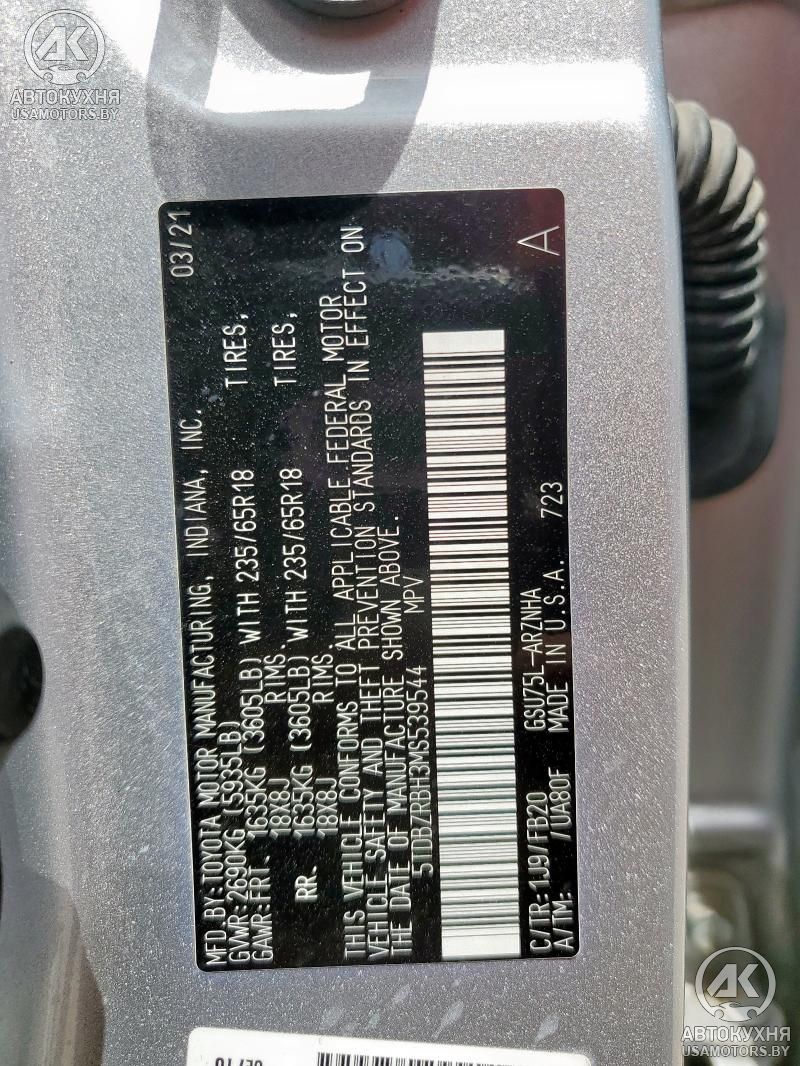 AK
АВТОКУХНЯ
USAMOTORS.BY
MFD. BY: TOYOTA MOTOR MANUFACTURING, INDIANA, INC. 03/21
GVWR: 2690KG (5935LB)
GAWR: FRT. 1635KG (3605LB) WITH 235/65R18 TIRES,
18X8J RIMS.
RR. 1635KG (3605LB) WITH 235/65R18 TIRES,
18X8J RIMS.
THIS VEHICLE CONFORMS TO ALL APPLICABLE FEDERAL MOTOR
VEHICLE SAFETY AND THEFT PREVENTION STANDARDS IN EFFECT ON
THE DATE OF MANUFACTURE SHOWN ABOVE.
5TDBZRBH3MS539544 MPV
C/TR: 1J9/FB20 GSU75L-ARZNHA
A/TM: /UA80F MADE IN U.S.A. 723 A
AK
АВТОКУХНЯ
USAMOTORS.BY